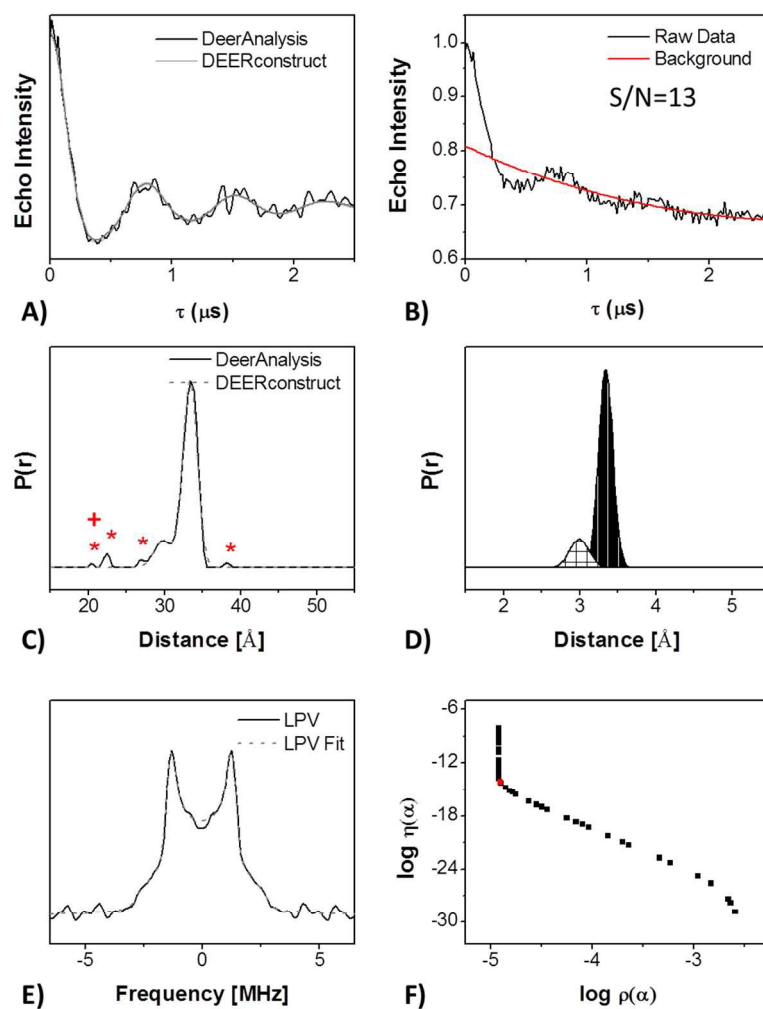 DeerAnalysis
DEERconstruct
Echo Intensity
0 1 2
A)
τ (μs)
Raw Data
Background
S/N=13
Echo Intensity
1.0
0.9
0.8
0.7
0.6
0 1 2
B)
τ (μs)
DeerAnalysis
DEERconstruct
P(r)
+
*
*
*
*
20 30 40 50
C)
Distance [Å]
P(r)
2 3 4 5
D)
Distance [Å]
LPV
LPV Fit
-5 0 5
E)
Frequency [MHz]
log η(α)
-6
-12
-18
-24
-30
-5 -4 -3
F)
log ρ(α)